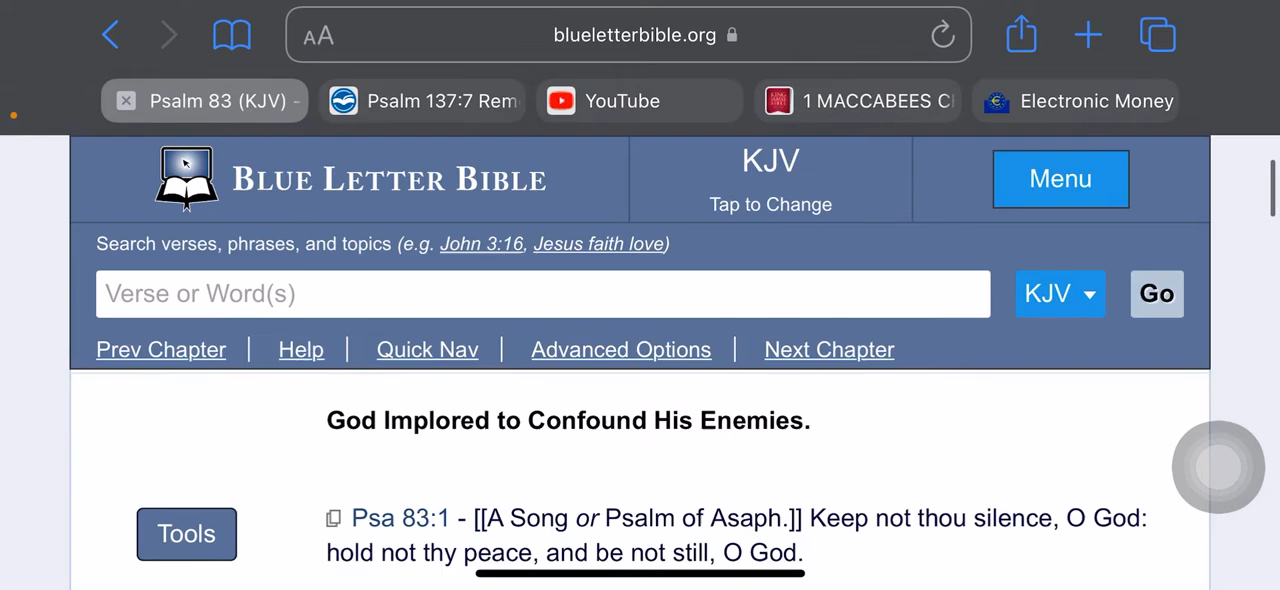 AA
blueletterbible.org
Psalm 83 (KJV) -
Psalm 137:7 Rem
YouTube
1 MACCABEES C
Electronic Money
BLUE LETTER BIBLE
KJV
Tap to Change
Menu
Search verses, phrases, and topics (e.g. John 3:16, Jesus faith love)
Verse or Word(s)
KJV
Go
Prev Chapter | Help | Quick Nav | Advanced Options | Next Chapter
God Implored to Confound His Enemies.
Tools
Psa 83:1 - [[A Song or Psalm of Asaph.]] Keep not thou silence, O God:
hold not thy peace, and be not still, O God.